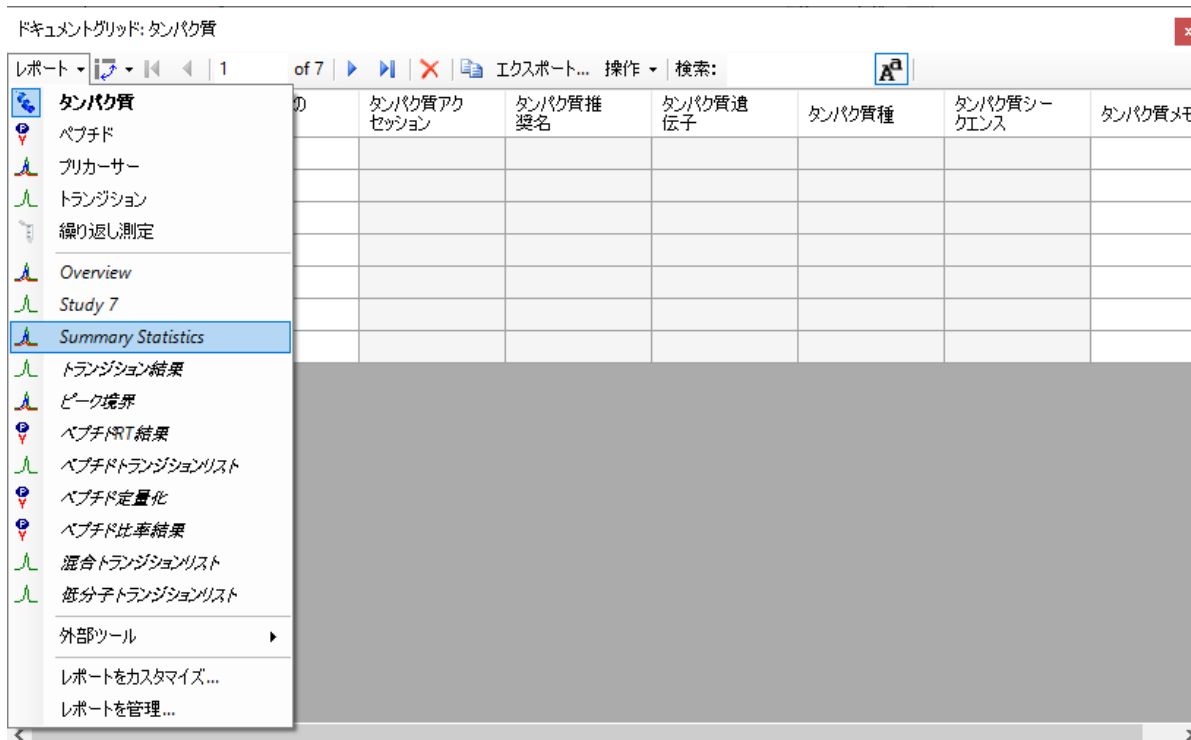 ドキュメントグリッド: タンパク質
レポート 1 of 7 エクスポート... 操作 検索:
タンパク質
ペプチド
プリカーサー
トランジション
繰り返し測定
Overview
Study 7
Summary Statistics
トランジション結果
ピーク境界
ペプチドRT結果
ペプチドトランジションリスト
ペプチド定量化
ペプチド比率結果
混合トランジションリスト
低分子トランジションリスト
外部ツール
レポートをカスタマイズ...
レポートを管理...
の
タンパク質アク
セッション
タンパク質推
奨名
タンパク質遺
伝子
タンパク質種
タンパク質シー
クエンス
タンパク質メモ